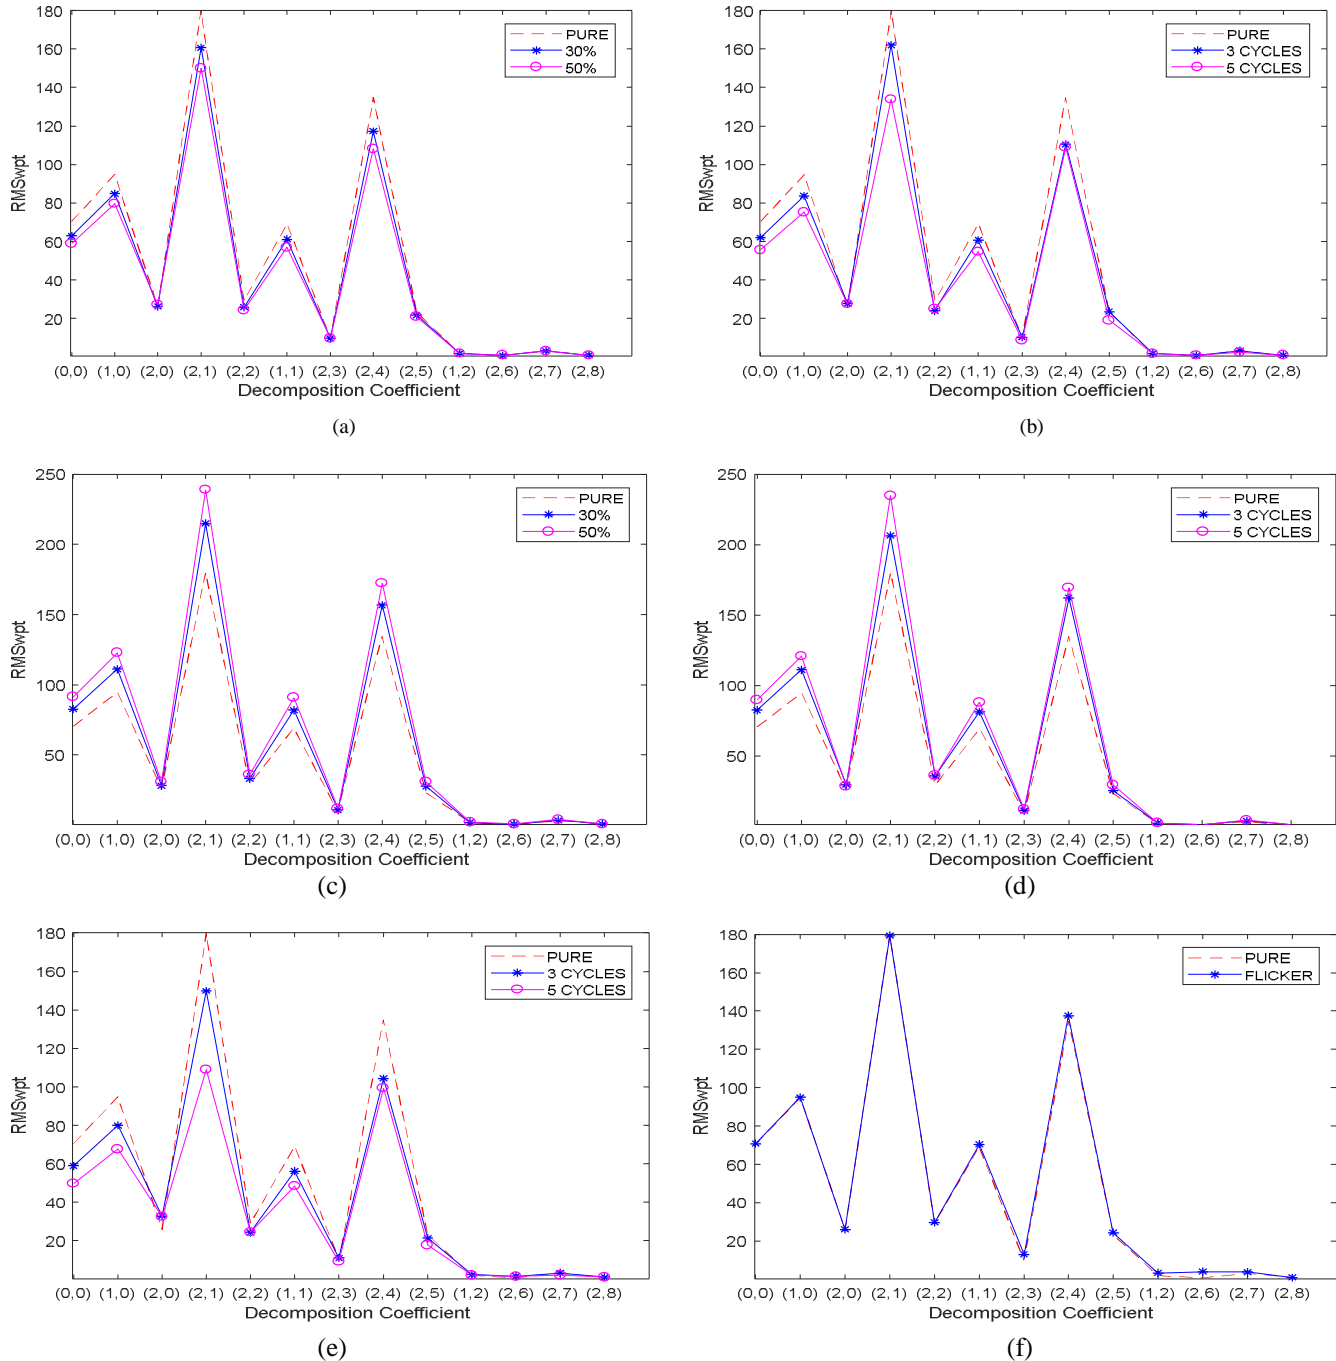 180
160
140
120
100
80
60
40
20
RMSwpt
PURE
30%
50%
(0,0) (1,0) (2,0) (2,1) (2,2) (1,1) (2,3) (2,4) (2,5) (1,2) (2,6) (2,7) (2,8)
Decomposition Coefficient
(a)
180
160
140
120
100
80
60
40
20
RMSwpt
PURE
3 CYCLES
5 CYCLES
(0,0) (1,0) (2,0) (2,1) (2,2) (1,1) (2,3) (2,4) (2,5) (1,2) (2,6) (2,7) (2,8)
Decomposition Coefficient
(b)
250
200
150
100
50
RMSwpt
PURE
30%
50%
(0,0) (1,0) (2,0) (2,1) (2,2) (1,1) (2,3) (2,4) (2,5) (1,2) (2,6) (2,7) (2,8)
Decomposition Coefficient
(c)
250
200
150
100
50
RMSwpt
PURE
3 CYCLES
5 CYCLES
(0,0) (1,0) (2,0) (2,1) (2,2) (1,1) (2,3) (2,4) (2,5) (1,2) (2,6) (2,7) (2,8)
Decomposition Coefficient
(d)
180
160
140
120
100
80
60
40
20
RMSwpt
PURE
3 CYCLES
5 CYCLES
(0,0) (1,0) (2,0) (2,1) (2,2) (1,1) (2,3) (2,4) (2,5) (1,2) (2,6) (2,7) (2,8)
Decomposition Coefficient
(e)
180
160
140
120
100
80
60
40
20
RMSwpt
PURE
FLICKER
(0,0) (1,0) (2,0) (2,1) (2,2) (1,1) (2,3) (2,4) (2,5) (1,2) (2,6) (2,7) (2,8)
Decomposition Coefficient
(f)